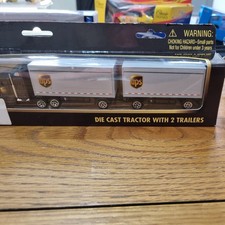 WARNING:
CHOKING HAZARD--Small parts
Not for Children under 3 years.
ups
ups
DIE CAST TRACTOR WITH 2 TRAILERS